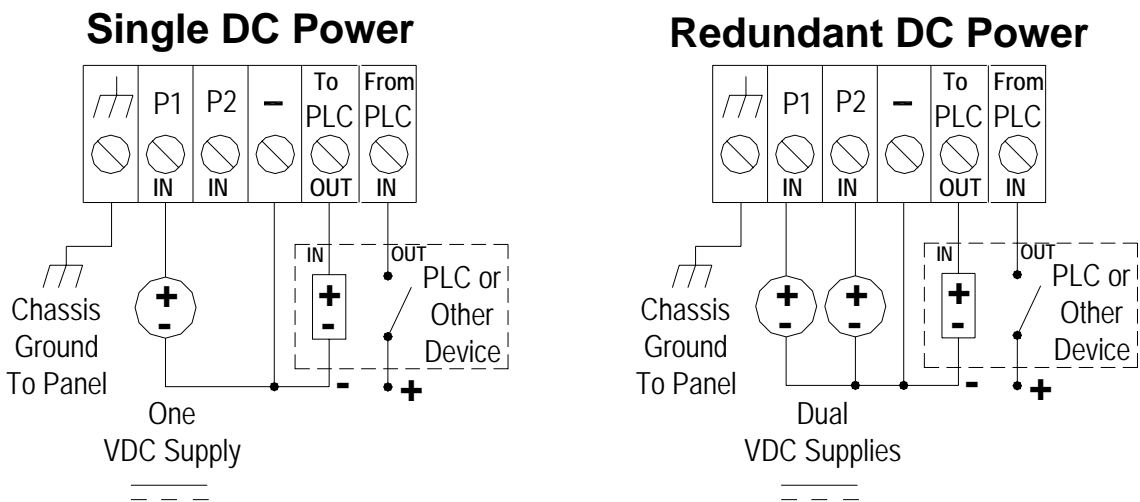 Single DC Power
P1 P2 – To PLC From PLC
IN IN OUT IN
IN OUT
+
-
+
-
PLC or
Other
Device
Chassis
Ground
To Panel
- +
One
VDC Supply
Redundant DC Power
P1 P2 – To PLC From PLC
IN IN OUT IN
IN OUT
+
-
+
-
+
-
PLC or
Other
Device
Chassis
Ground
To Panel
- +
Dual
VDC Supplies